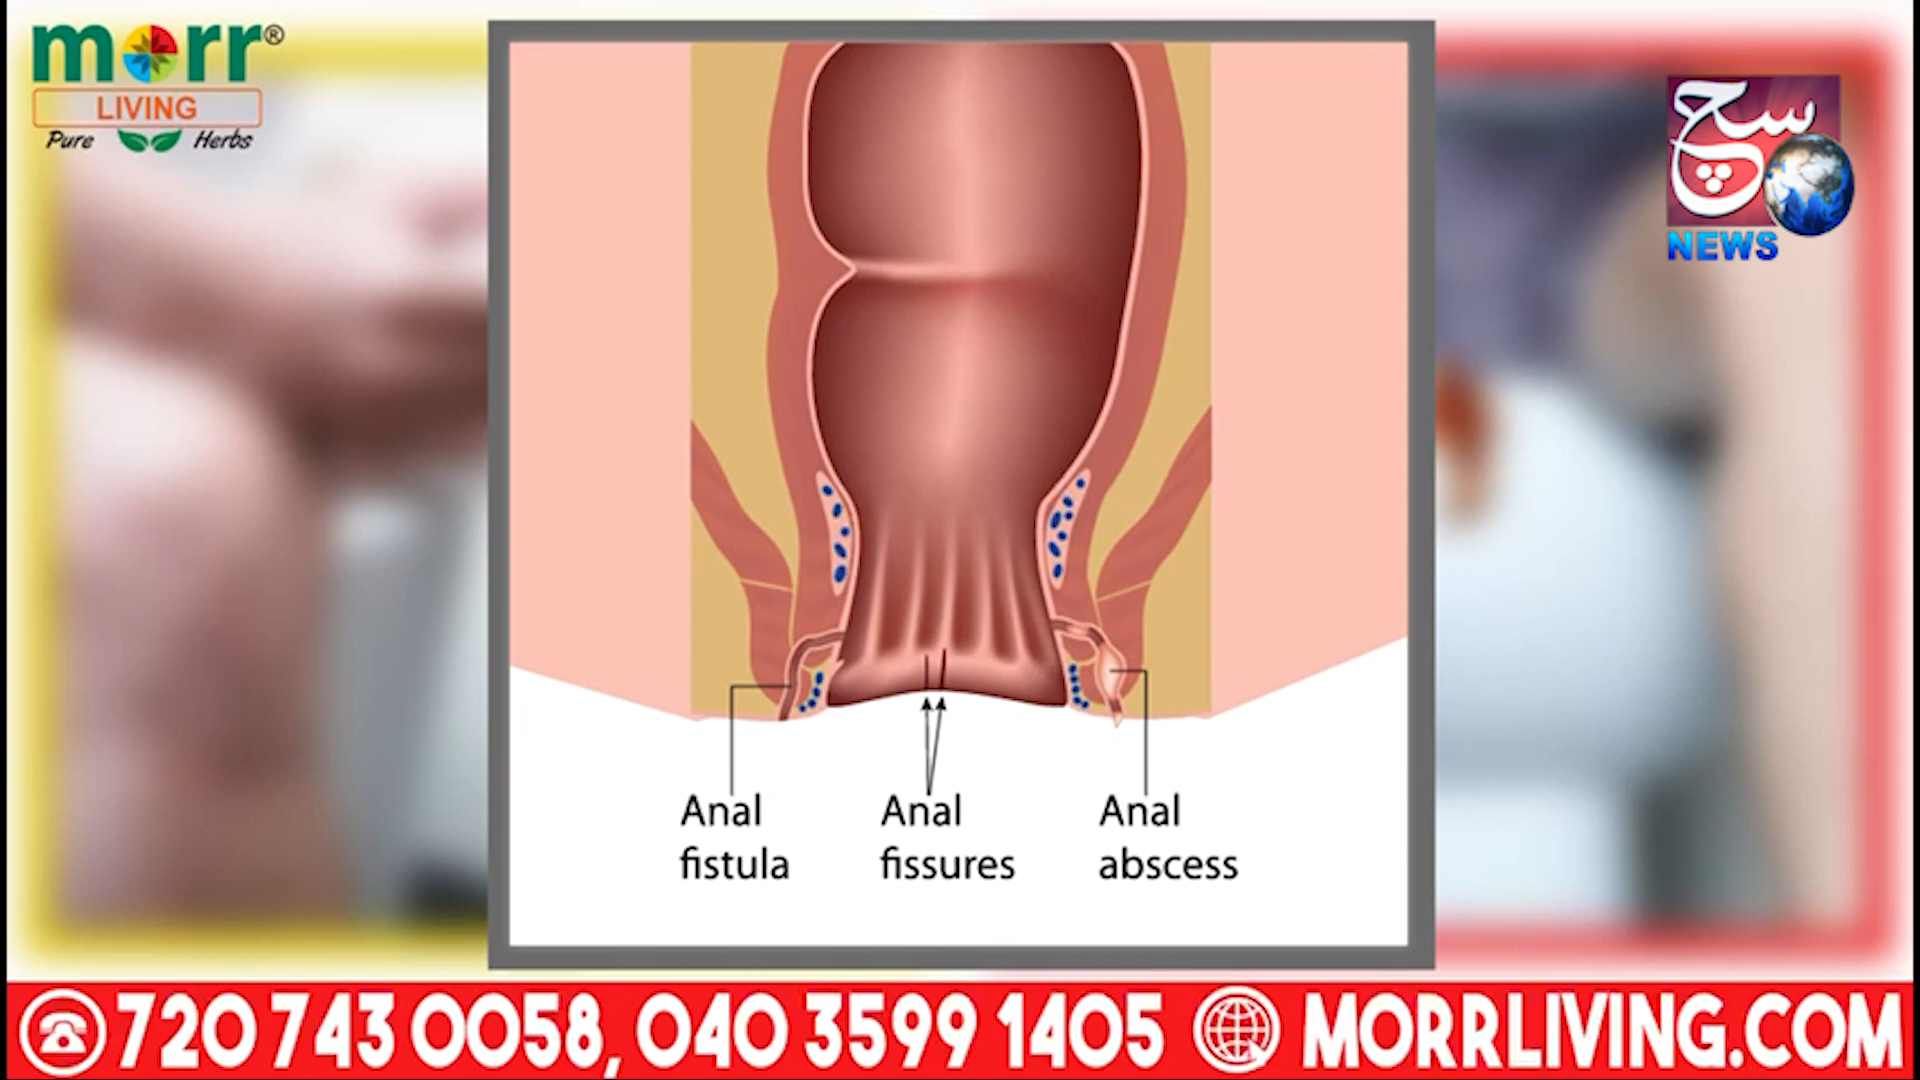 morr®
LIVING
Pure Herbs
سچ
NEWS
Anal
fistula
Anal
fissures
Anal
abscess
720 743 0058, 040 3599 1405 MORRLIVING.COM